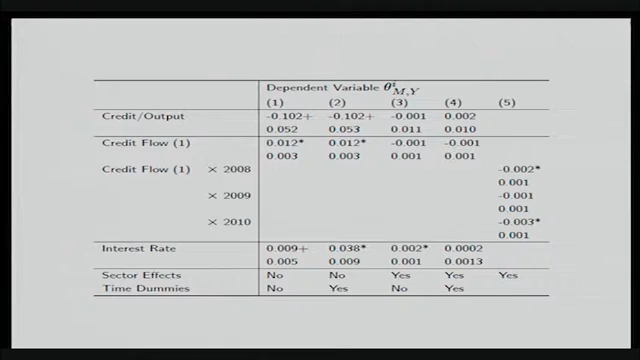 Dependent Variable θ^i_{M,Y}
(1) (2) (3) (4) (5)
Credit/Output -0.102+ -0.102+ -0.001 0.002
0.052 0.053 0.011 0.010
Credit Flow (1) 0.012* 0.012* -0.001 -0.001
0.003 0.003 0.001 0.001
Credit Flow (1) × 2008 -0.002*
0.001
× 2009 -0.001
0.001
× 2010 -0.003*
0.001
Interest Rate 0.009+ 0.038* 0.002* 0.0002
0.005 0.009 0.001 0.0013
Sector Effects No No Yes Yes Yes
Time Dummies No Yes No Yes